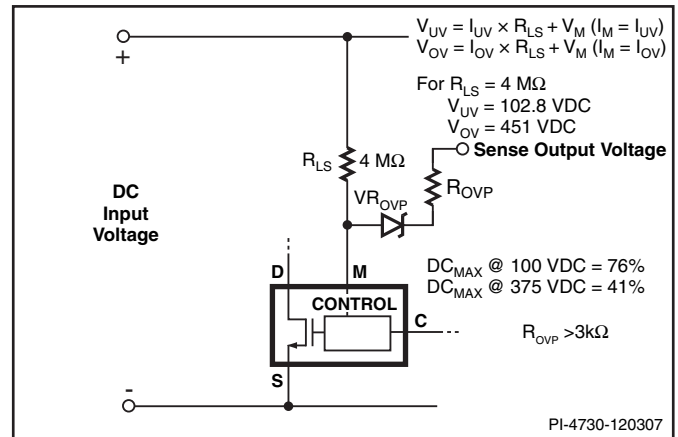 V_UV = I_UV × R_LS + V_M (I_M = I_UV)
V_OV = I_OV × R_LS + V_M (I_M = I_OV)
+
For R_LS = 4 MΩ
V_UV = 102.8 VDC
V_OV = 451 VDC
Sense Output Voltage
R_LS
4 MΩ
R_OVP
VR_OVP
DC
Input
Voltage
D
M
DC_MAX @ 100 VDC = 76%
DC_MAX @ 375 VDC = 41%
CONTROL
C
R_OVP >3kΩ
S
-
PI-4730-120307